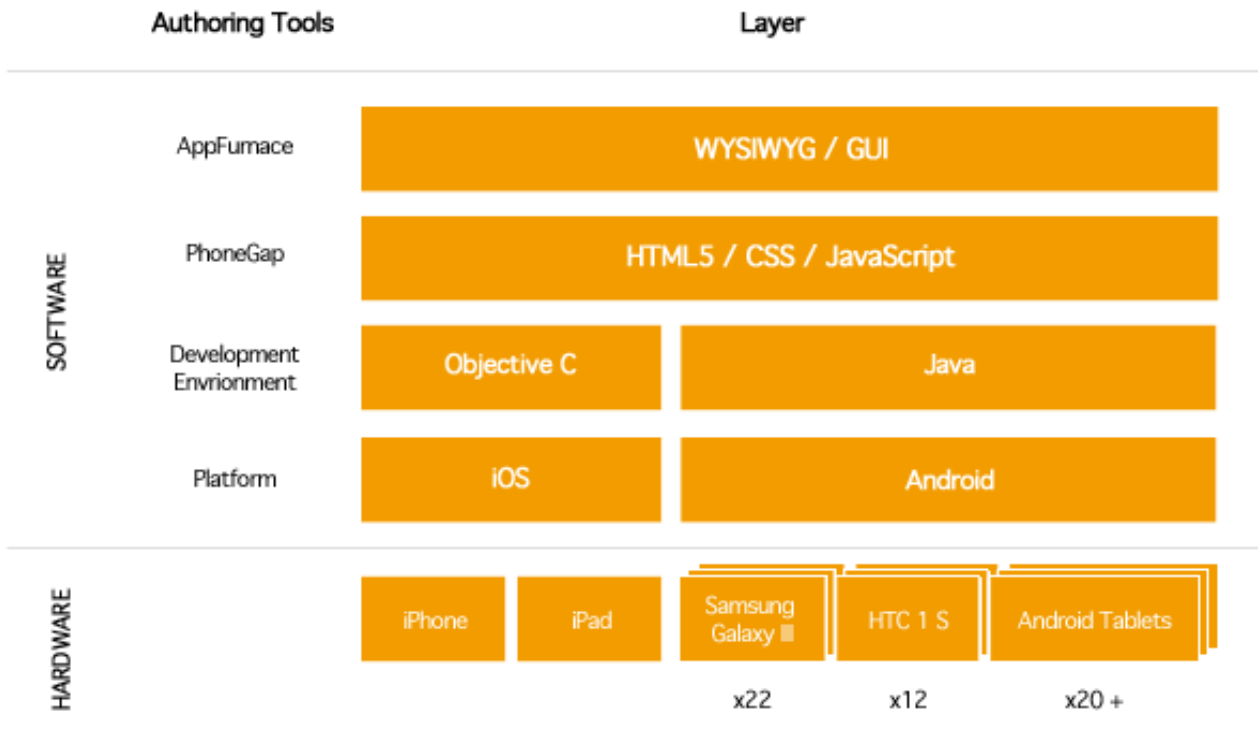 Authoring Tools
Layer
SOFTWARE
AppFurnace
WYSIWYG / GUI
PhoneGap
HTML5 / CSS / JavaScript
Development
Envrionment
Objective C
Java
Platform
iOS
Android
HARDWARE
iPhone
iPad
Samsung
Galaxy
HTC 1 S
Android Tablets
x22
x12
x20 +